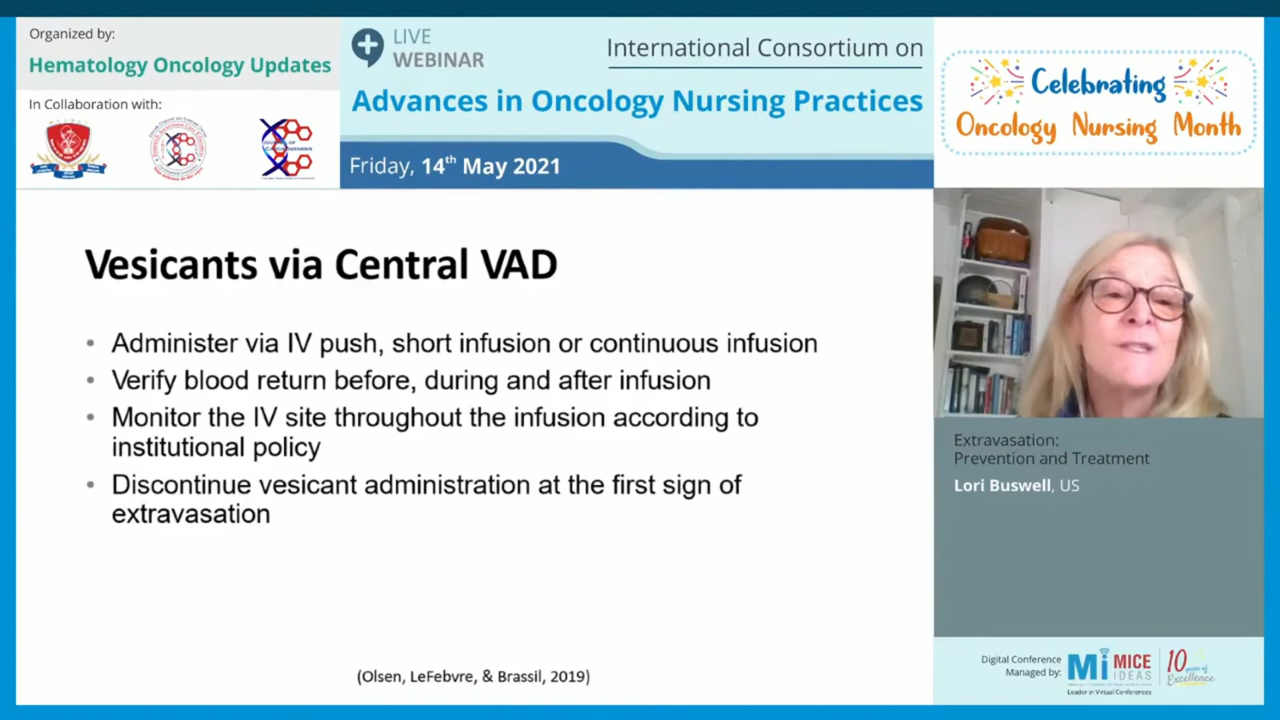 Organized by:
Hematology Oncology Updates
In Collaboration with:
LIVE
WEBINAR
International Consortium on
Advances in Oncology Nursing Practices
Friday, 14th May 2021
Celebrating
Oncology Nursing Month
Vesicants via Central VAD
• Administer via IV push, short infusion or continuous infusion
• Verify blood return before, during and after infusion
• Monitor the IV site throughout the infusion according to
institutional policy
• Discontinue vesicant administration at the first sign of
extravasation
(Olsen, LeFebvre, & Brassil, 2019)
Extravasation:
Prevention and Treatment
Lori Buswell, US
Digital Conference
Managed by:
Mi MICE
IDEAS
Leader in Virtual Conferences
10
years of
Excellence